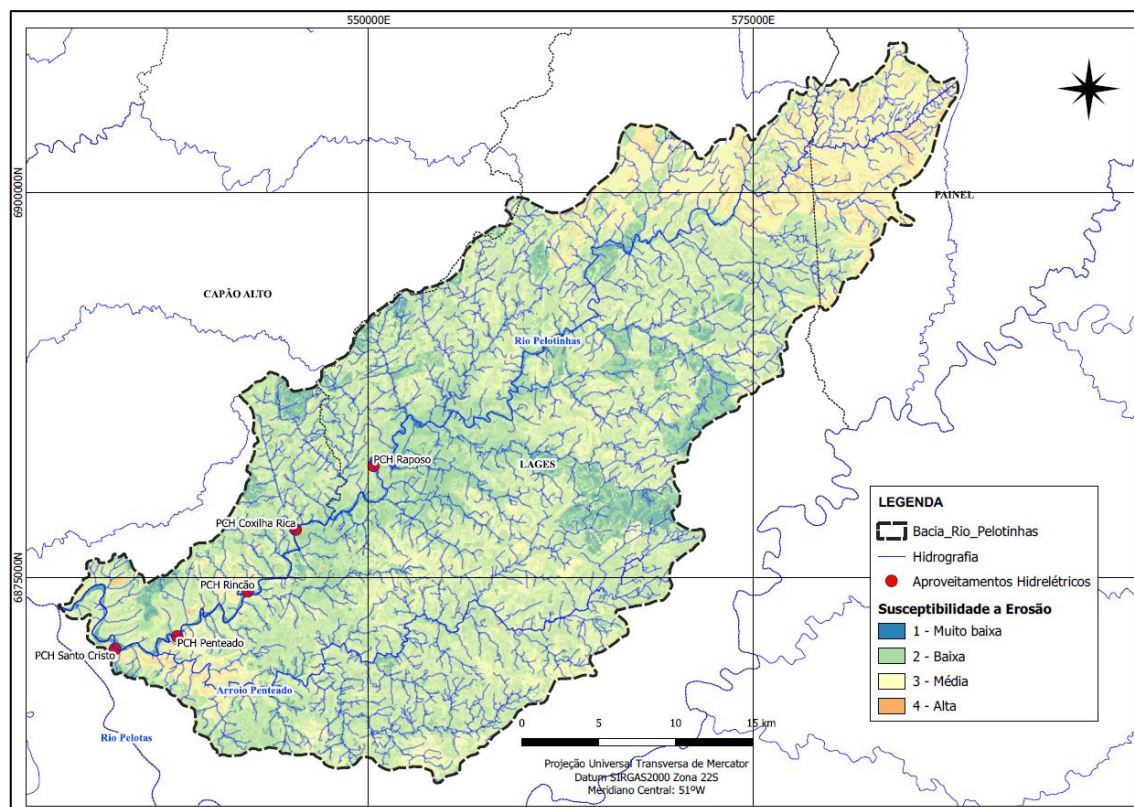 550000E
575000E
6900000N
PAINEL
CAPÃO ALTO
Rio Pelotinhas
PCH Raposo
LAGES
PCH Coxilha Rica
6875000N
PCH Rincão
PCH Penteado
PCH Santo Cristo
Arroio Penteado
Rio Pelotas
LEGENDA
Bacia_Rio_Pelotinhas
Hidrografia
Aproveitamentos Hidrelétricos
Susceptibilidade a Erosão
1 - Muito baixa
2 - Baixa
3 - Média
4 - Alta
0 5 10 15 km
Projeção Universal Transversa de Mercator
Datum SIRGAS2000 Zona 22S
Meridiano Central: 51ºW